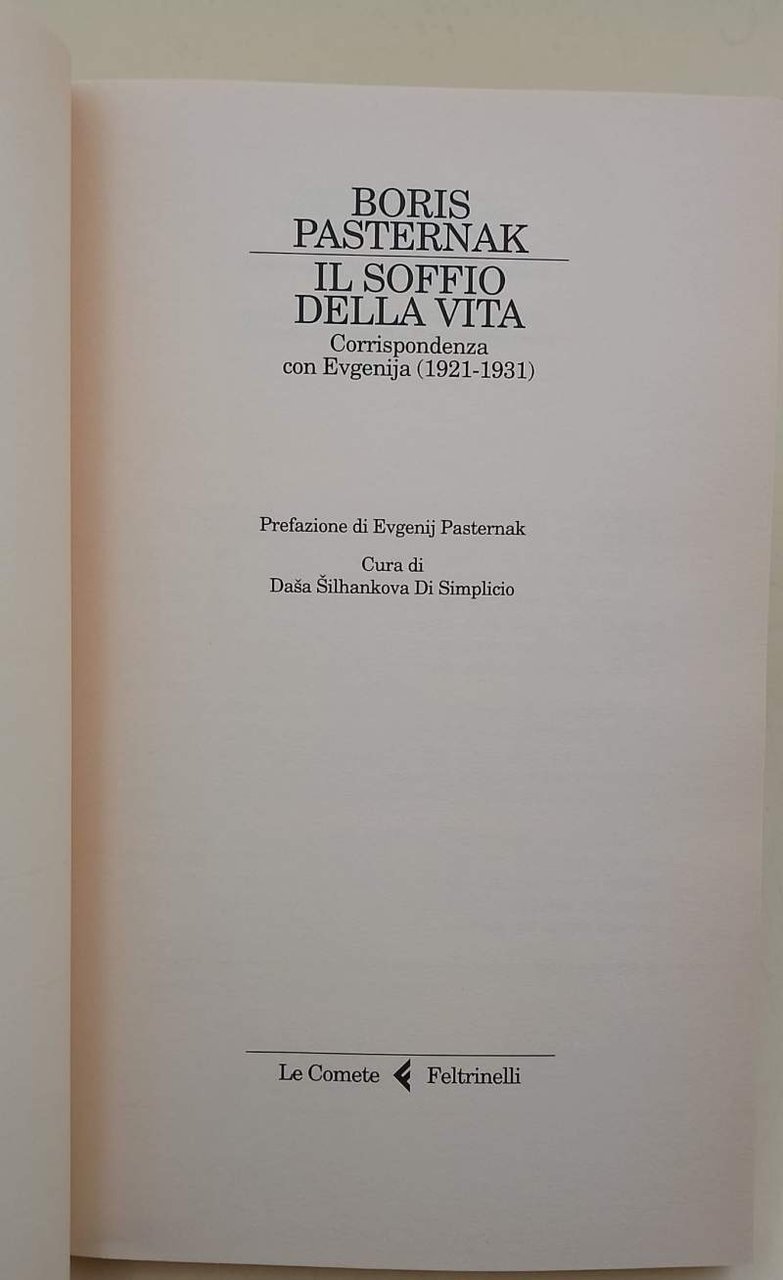 BORIS
PASTERNAK
IL SOFFIO
DELLA VITA
Corrispondenza
con Evgenija (1921-1931)
Prefazione di Evgenij Pasternak
Cura di
Daša Šilhankova Di Simplicio
Le Comete Feltrinelli